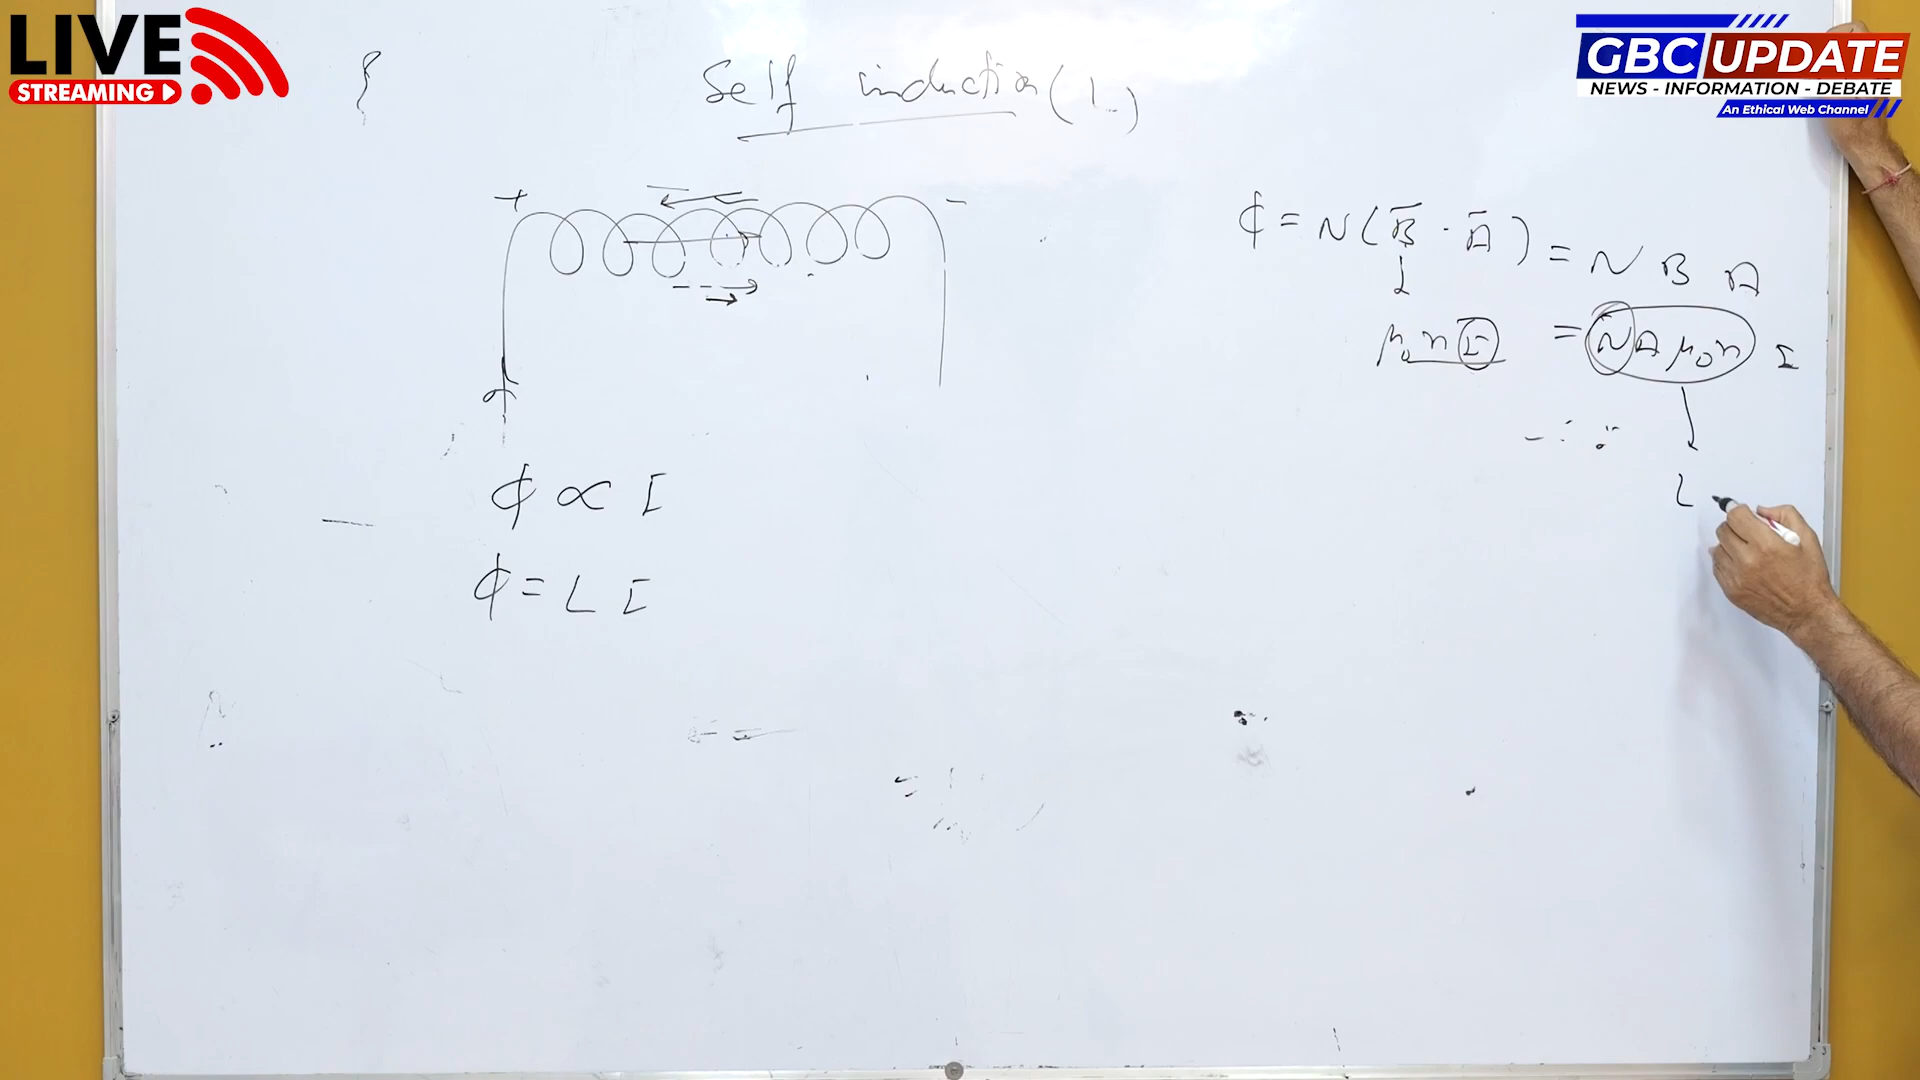 LIVE
STREAMING
GBC UPDATE
NEWS - INFORMATION - DEBATE
An Ethical Web Channel
Self induction (L)
+ -
ϕ = N(B̅ · A̅) = N B A
μ₀ n I = N A μ₀ n I
L
ϕ ∝ I
ϕ = L I